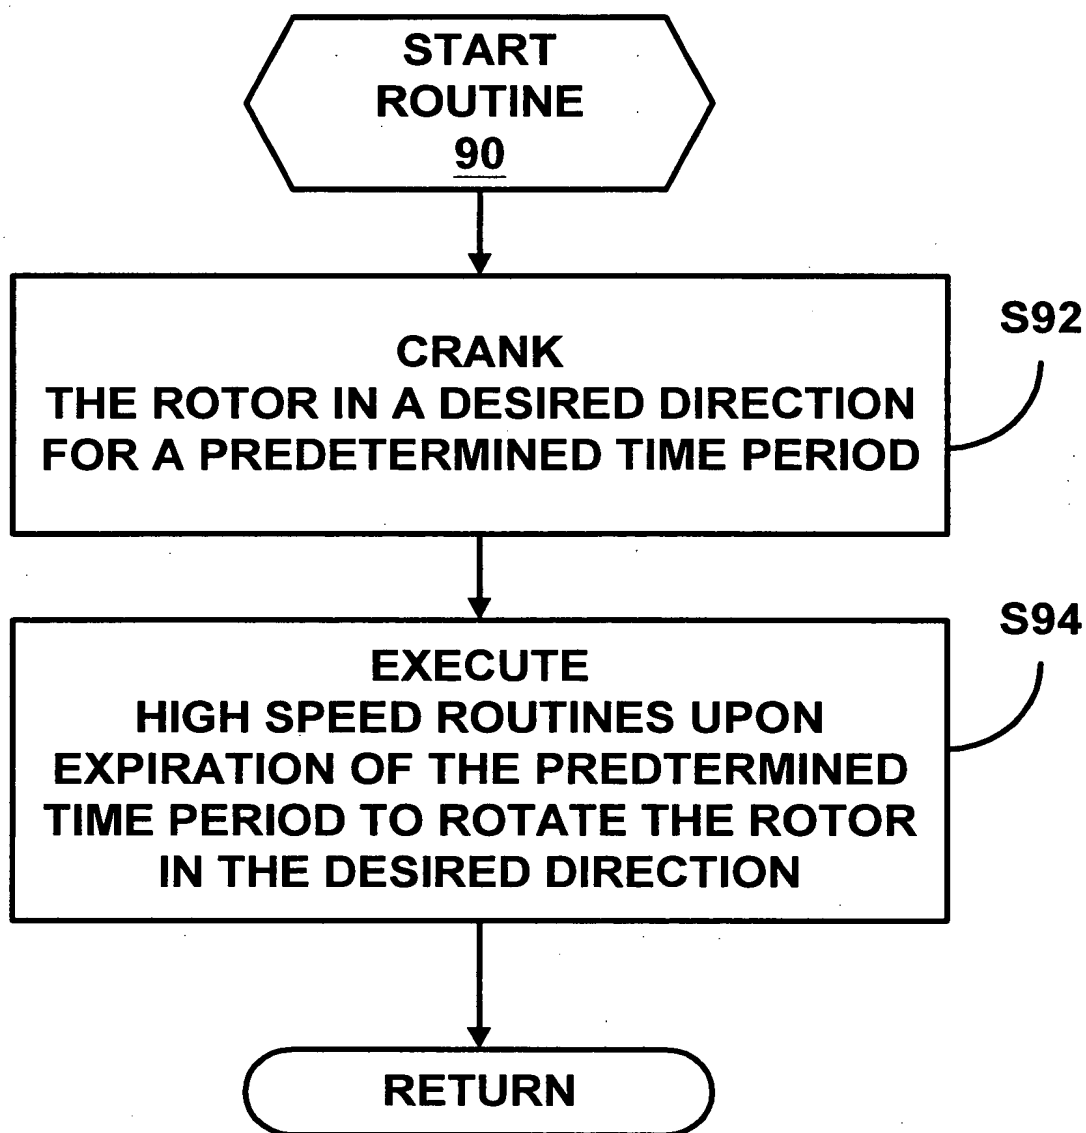 START
ROUTINE
90
CRANK
THE ROTOR IN A DESIRED DIRECTION
FOR A PREDETERMINED TIME PERIOD
S92
EXECUTE
HIGH SPEED ROUTINES UPON
EXPIRATION OF THE PREDTERMINED
TIME PERIOD TO ROTATE THE ROTOR
IN THE DESIRED DIRECTION
S94
RETURN